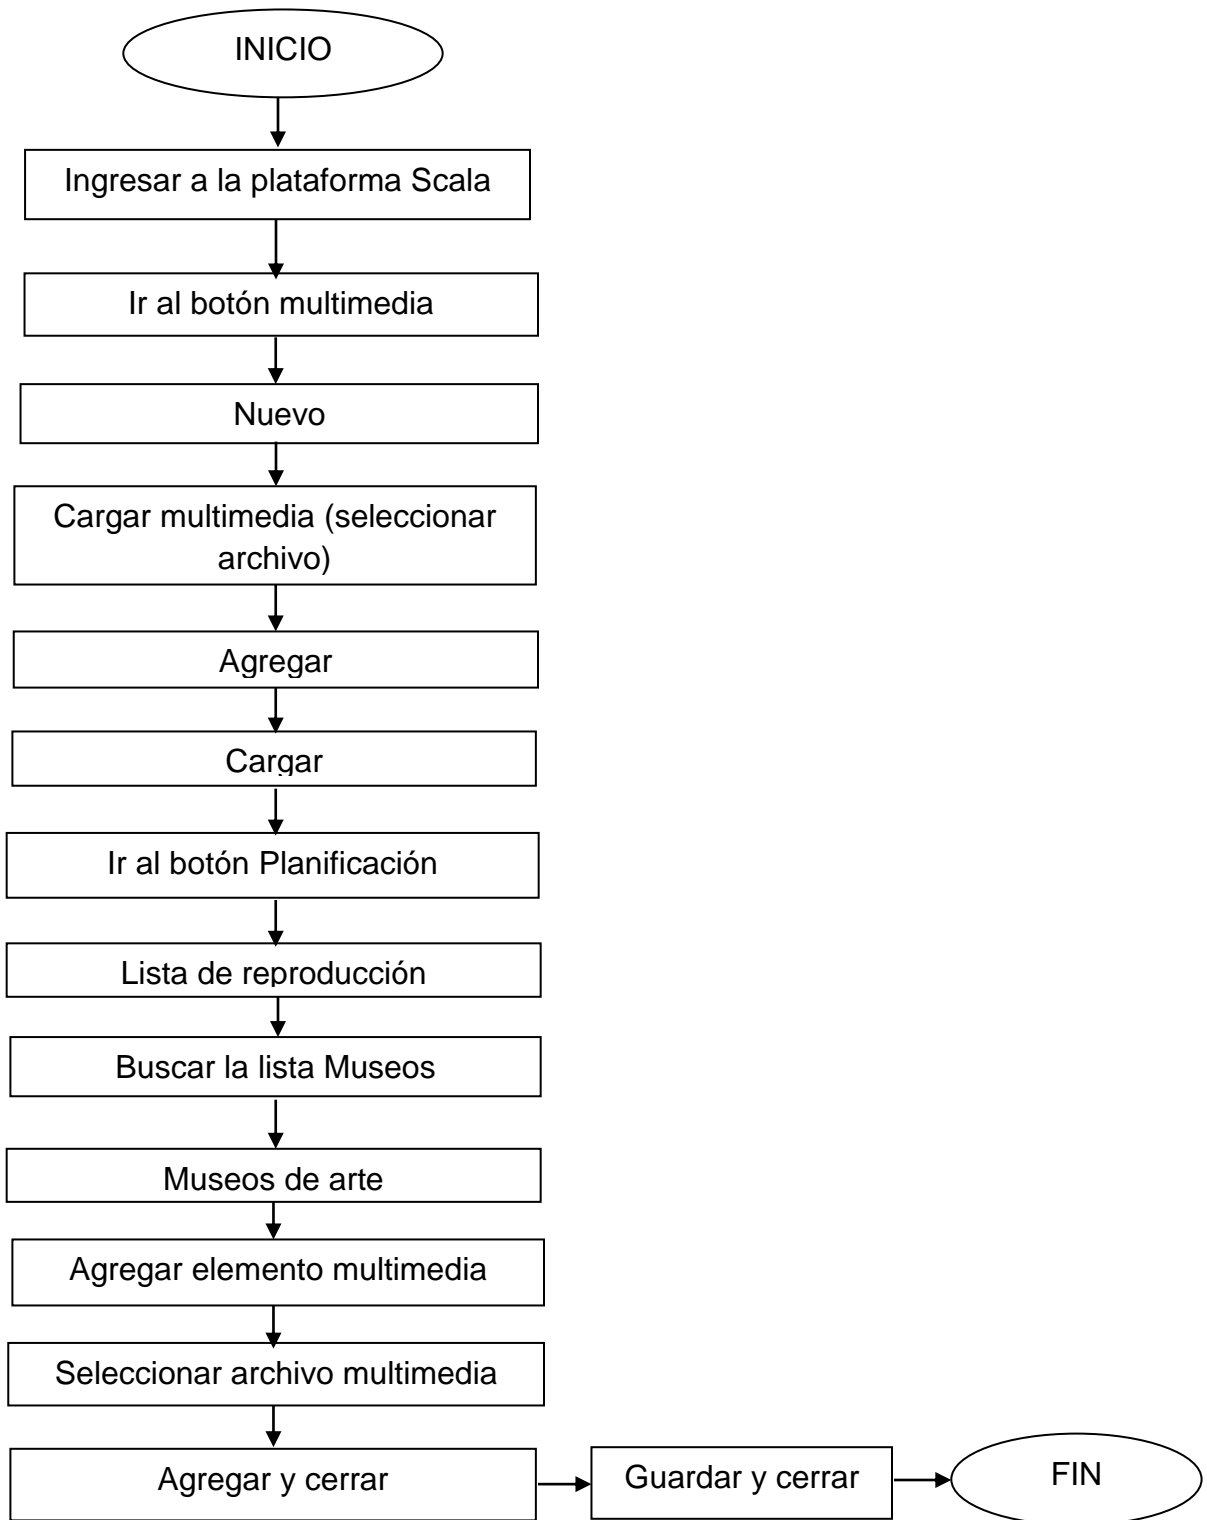 INICIO
Ingresar a la plataforma Scala
Ir al botón multimedia
Nuevo
Cargar multimedia (seleccionar
archivo)
Agregar
Cargar
Ir al botón Planificación
Lista de reproducción
Buscar la lista Museos
Museos de arte
Agregar elemento multimedia
Seleccionar archivo multimedia
Agregar y cerrar
Guardar y cerrar
FIN